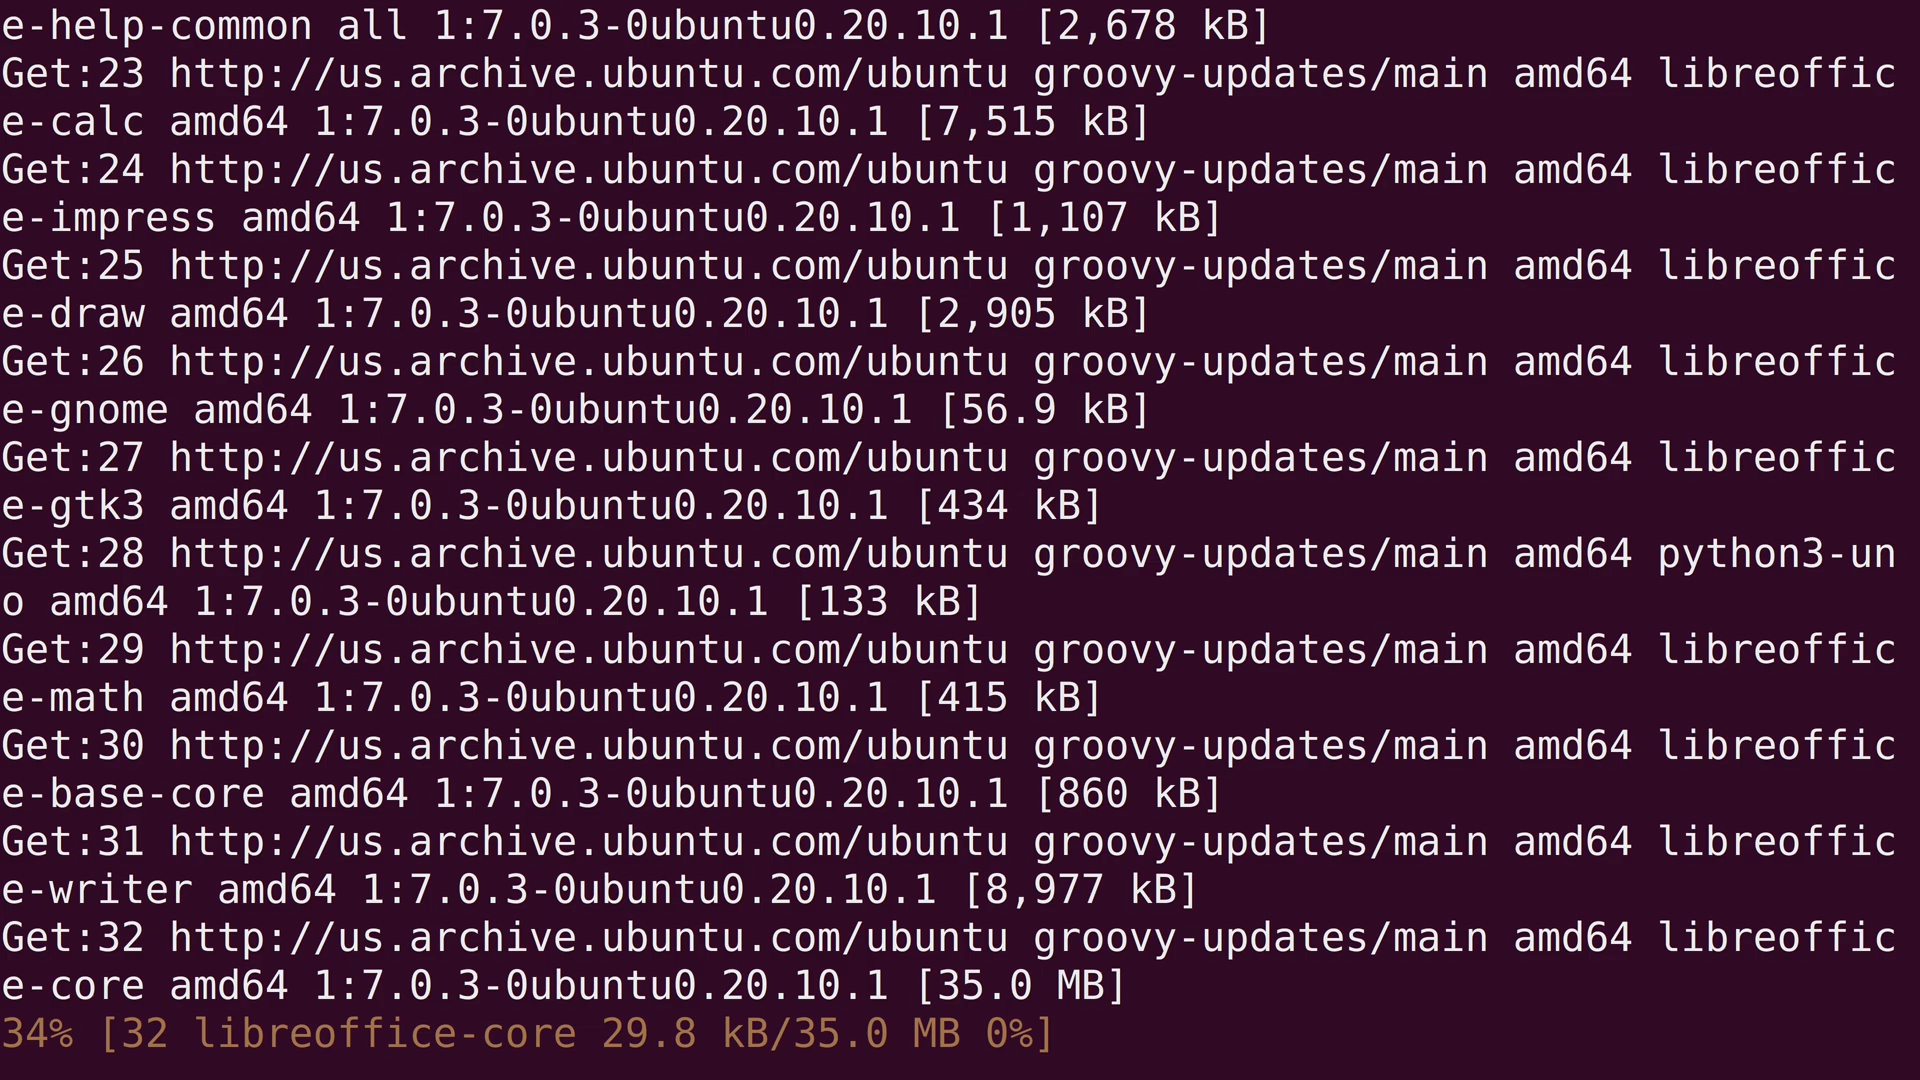 e-help-common all 1:7.0.3-0ubuntu0.20.10.1 [2,678 kB]
Get:23 http://us.archive.ubuntu.com/ubuntu groovy-updates/main amd64 libreoffic
e-calc amd64 1:7.0.3-0ubuntu0.20.10.1 [7,515 kB]
Get:24 http://us.archive.ubuntu.com/ubuntu groovy-updates/main amd64 libreoffic
e-impress amd64 1:7.0.3-0ubuntu0.20.10.1 [1,107 kB]
Get:25 http://us.archive.ubuntu.com/ubuntu groovy-updates/main amd64 libreoffic
e-draw amd64 1:7.0.3-0ubuntu0.20.10.1 [2,905 kB]
Get:26 http://us.archive.ubuntu.com/ubuntu groovy-updates/main amd64 libreoffic
e-gnome amd64 1:7.0.3-0ubuntu0.20.10.1 [56.9 kB]
Get:27 http://us.archive.ubuntu.com/ubuntu groovy-updates/main amd64 libreoffic
e-gtk3 amd64 1:7.0.3-0ubuntu0.20.10.1 [434 kB]
Get:28 http://us.archive.ubuntu.com/ubuntu groovy-updates/main amd64 python3-un
o amd64 1:7.0.3-0ubuntu0.20.10.1 [133 kB]
Get:29 http://us.archive.ubuntu.com/ubuntu groovy-updates/main amd64 libreoffic
e-math amd64 1:7.0.3-0ubuntu0.20.10.1 [415 kB]
Get:30 http://us.archive.ubuntu.com/ubuntu groovy-updates/main amd64 libreoffic
e-base-core amd64 1:7.0.3-0ubuntu0.20.10.1 [860 kB]
Get:31 http://us.archive.ubuntu.com/ubuntu groovy-updates/main amd64 libreoffic
e-writer amd64 1:7.0.3-0ubuntu0.20.10.1 [8,977 kB]
Get:32 http://us.archive.ubuntu.com/ubuntu groovy-updates/main amd64 libreoffic
e-core amd64 1:7.0.3-0ubuntu0.20.10.1 [35.0 MB]
34% [32 libreoffice-core 29.8 kB/35.0 MB 0%]